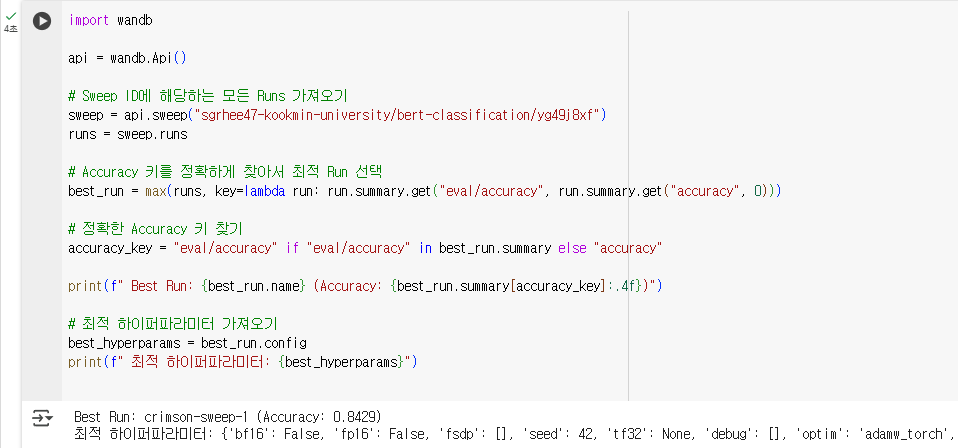 4초
import wandb
api = wandb.Api()
# Sweep ID에 해당하는 모든 Runs 가져오기
sweep = api.sweep("sgrhee47-kookmin-university/bert-classification/yg49j8xf")
runs = sweep.runs
# Accuracy 키를 정확하게 찾아서 최적 Run 선택
best_run = max(runs, key=lambda run: run.summary.get("eval/accuracy", run.summary.get("accuracy", 0)))
# 정확한 Accuracy 키 찾기
accuracy_key = "eval/accuracy" if "eval/accuracy" in best_run.summary else "accuracy"
print(f" Best Run: {best_run.name} (Accuracy: {best_run.summary[accuracy_key]:.4f})")
# 최적 하이퍼파라미터 가져오기
best_hyperparams = best_run.config
print(f" 최적 하이퍼파라미터: {best_hyperparams}")
Best Run: crimson-sweep-1 (Accuracy: 0.8429)
최적 하이퍼파라미터: {'bf16': False, 'fp16': False, 'fsdp': [], 'seed': 42, 'tf32': None, 'debug': [], 'optim': 'adamw_torch',